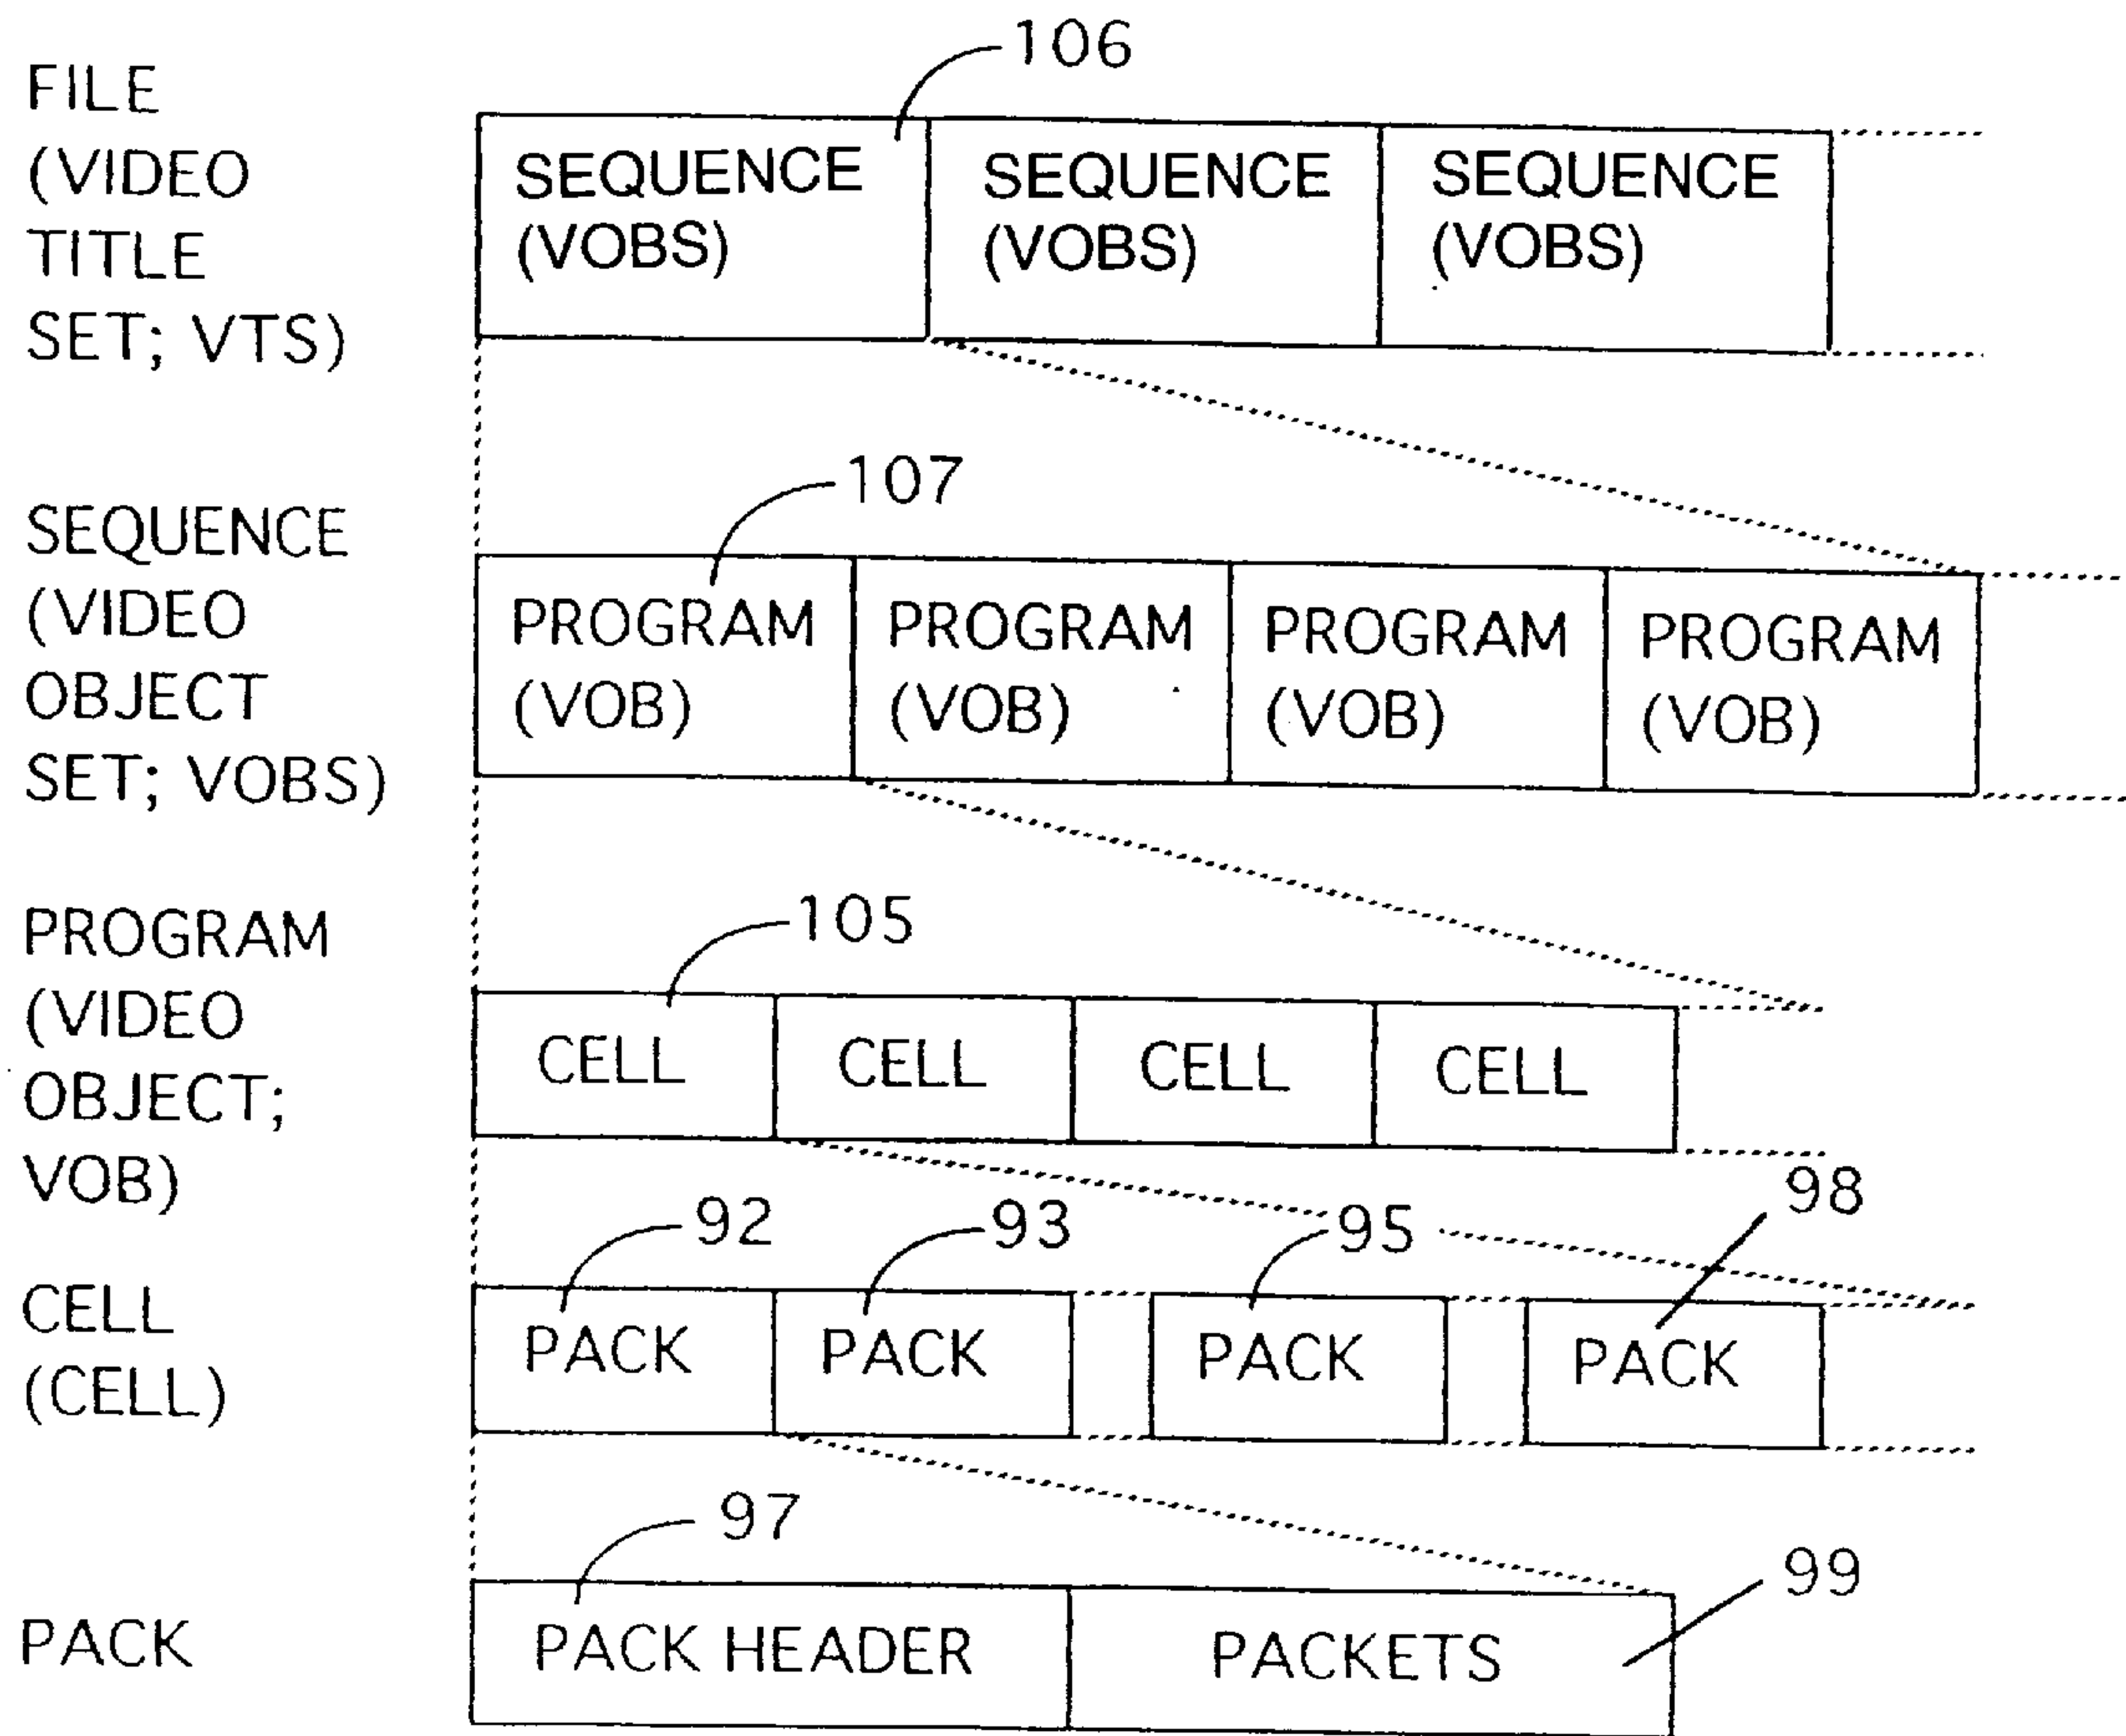 106
FILE
(VIDEO
TITLE
SET; VTS)
SEQUENCE
(VOBS)
SEQUENCE
(VOBS)
SEQUENCE
(VOBS)
107
SEQUENCE
(VIDEO
OBJECT
SET; VOBS)
PROGRAM
(VOB)
PROGRAM
(VOB)
PROGRAM
(VOB)
PROGRAM
(VOB)
105
PROGRAM
(VIDEO
OBJECT;
VOB)
CELL
CELL
CELL
CELL
92
93
95
98
CELL
(CELL)
PACK
PACK
PACK
PACK
97
99
PACK
PACK HEADER
PACKETS